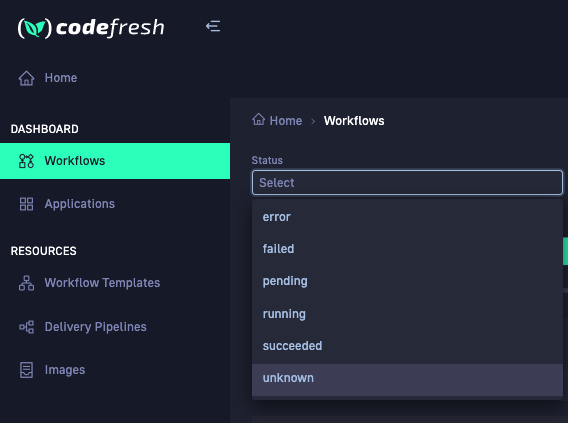 codefresh
Home
DASHBOARD
Workflows
Applications
RESOURCES
Workflow Templates
Delivery Pipelines
Images
Home › Workflows
Status
Select
error
failed
pending
running
succeeded
unknown